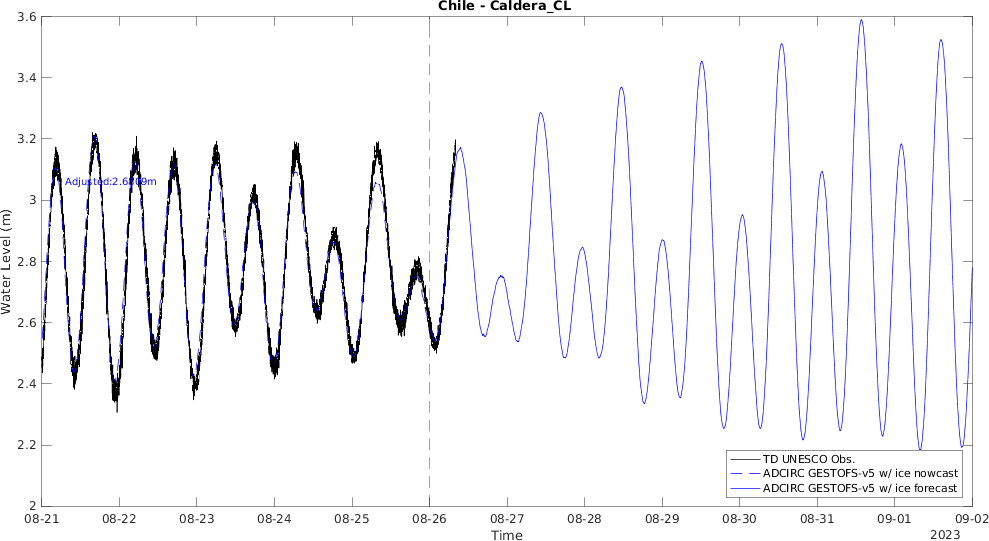 Chile - Caldera_CL
3.6
3.4
3.2
3
2.8
2.6
2.4
2.2
2
Water Level (m)
Adjusted:2.6809m
TD UNESCO Obs.
ADCIRC GESTOFS-v5 w/ ice nowcast
ADCIRC GESTOFS-v5 w/ ice forecast
08-21 08-22 08-23 08-24 08-25 08-26 08-27 08-28 08-29 08-30 08-31 09-01 09-02
Time
2023